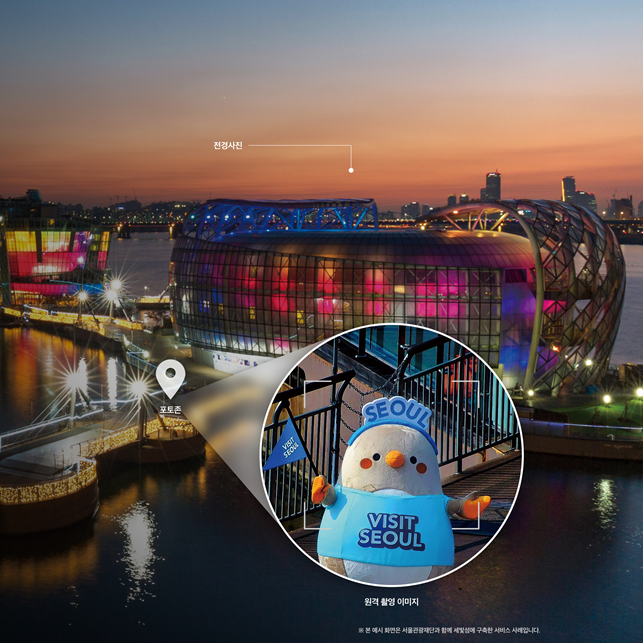 전경사진
포토존
SEOUL
VISIT
SEOUL
VISIT
SEOUL
원격 촬영 이미지
※ 본 예시 화면은 서울관광재단과 함께 세빛섬에 구축한 서비스 사례입니다.